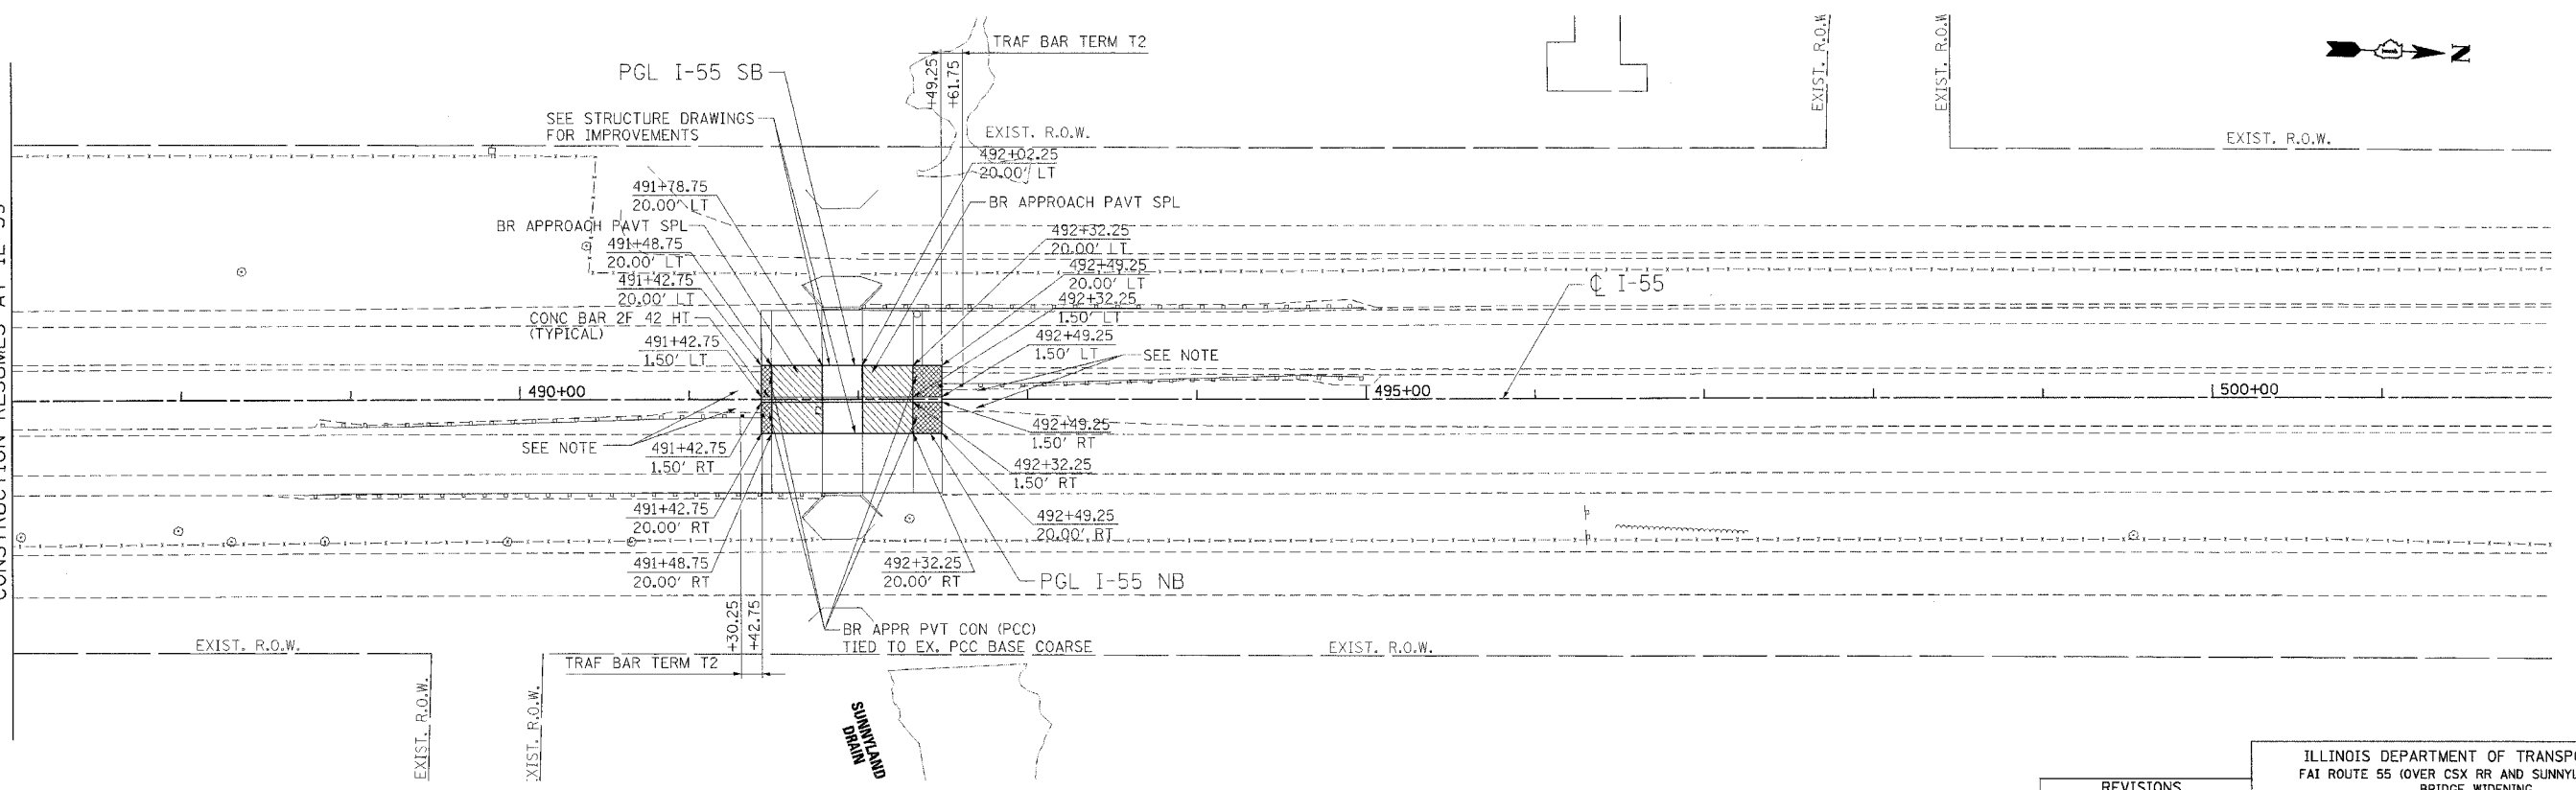 TRAF BAR TERM T2
+49.25
+61.75
PGL I-55 SB
SEE STRUCTURE DRAWINGS
FOR IMPROVEMENTS
EXIST. R.O.W.
EXIST. R.O.W.
EXIST. R.O.W.
EXIST. R.O.W.
N
492+02.25
20.00' LT
491+78.75
20.00' LT
BR APPROACH PAVT SPL
BR APPROACH PAVT SPL
491+48.75
20.00' LT
492+32.25
20.00' LT
492+49.25
20.00' LT
491+42.75
20.00' LT
492+32.25
1.50' LT
CONC BAR 2F 42 HT
(TYPICAL)
491+42.75
1.50' LT
492+49.25
1.50' LT
SEE NOTE
℄ I-55
490+00
495+00
500+00
SEE NOTE
491+42.75
1.50' RT
492+49.25
1.50' RT
492+32.25
1.50' RT
491+42.75
20.00' RT
492+49.25
20.00' RT
491+48.75
20.00' RT
492+32.25
20.00' RT
PGL I-55 NB
+30.25
+42.75
BR APPR PVT CON (PCC)
TIED TO EX. PCC BASE COARSE
EXIST. R.O.W.
EXIST. R.O.W.
TRAF BAR TERM T2
EXIST. R.O.W.
XIST. R.O.W.
SUNNYLAND
DRAIN
REVISIONS
ILLINOIS DEPARTMENT OF TRANSPO
FAI ROUTE 55 (OVER CSX RR AND SUNNYL
BRIDGE WIDENING